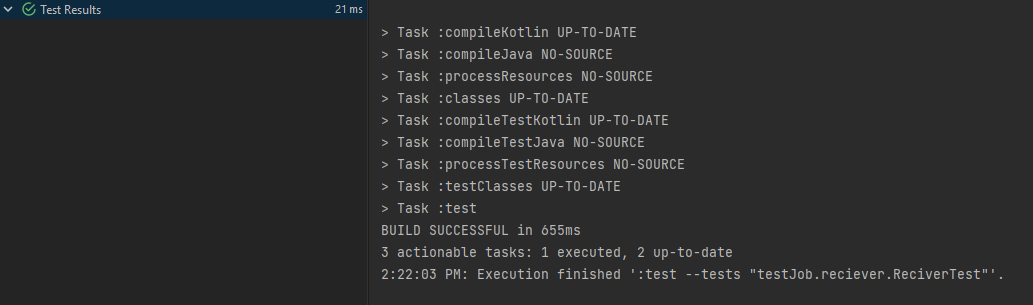 Test Results 21 ms
> Task :compileKotlin UP-TO-DATE
> Task :compileJava NO-SOURCE
> Task :processResources NO-SOURCE
> Task :classes UP-TO-DATE
> Task :compileTestKotlin UP-TO-DATE
> Task :compileTestJava NO-SOURCE
> Task :processTestResources NO-SOURCE
> Task :testClasses UP-TO-DATE
> Task :test
BUILD SUCCESSFUL in 655ms
3 actionable tasks: 1 executed, 2 up-to-date
2:22:03 PM: Execution finished ':test --tests "testJob.reciever.ReciverTest"'.